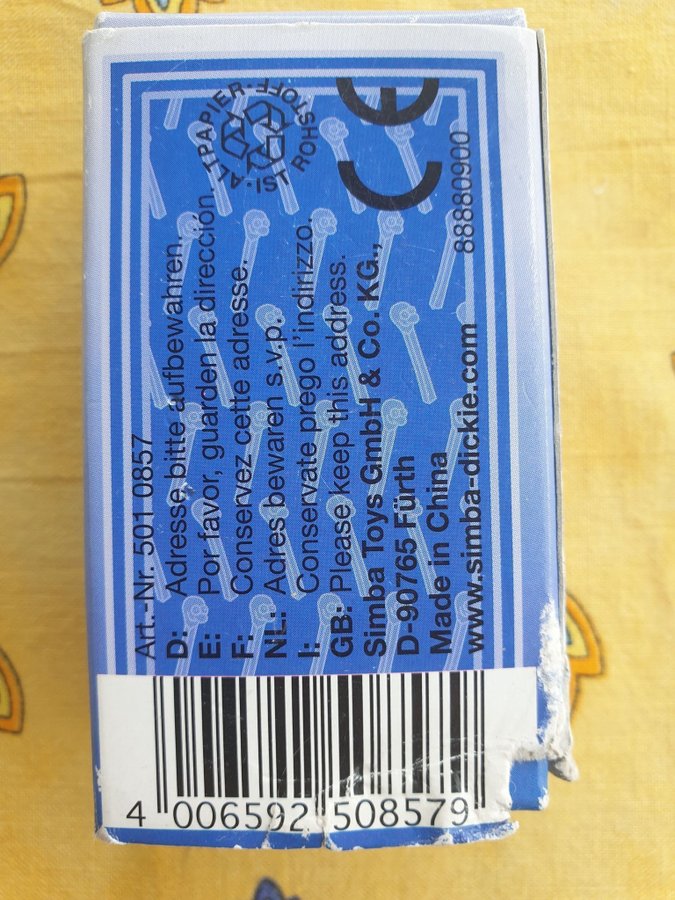 Art.-Nr. 501 0857
D: Adresse bitte aufbewahren.
E: Por favor, guarden la dirección.
F: Conservez cette adresse.
NL: Adres bewaren s.v.p.
I: Conservate prego l'indirizzo.
GB: Please keep this address.
Simba Toys GmbH & Co. KG.,
D-90765 Fürth
Made in China
www.simba-dickie.com
88880900
ALTPAPIER IST ROHSTOFF
CE
4 006592 508579